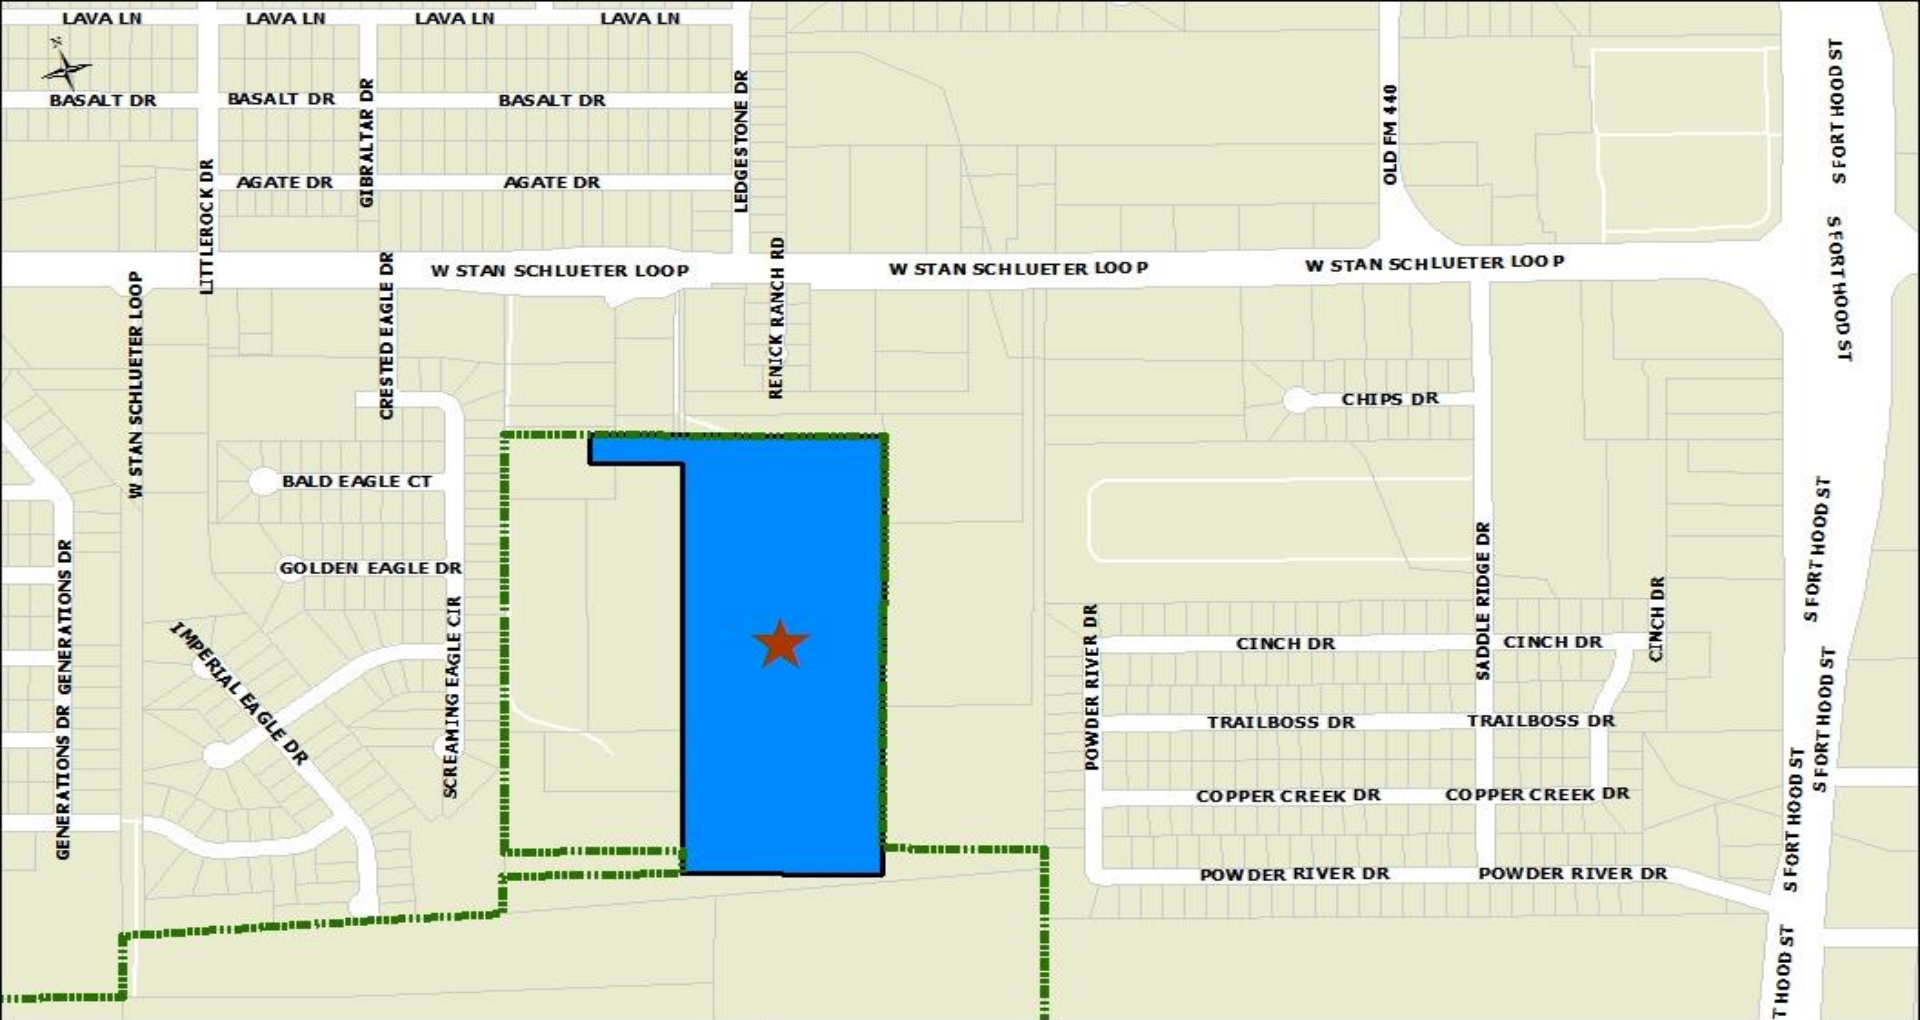 LAVA LN
LAVA LN
LAVA LN
LAVA LN
N
BASALT DR
BASALT DR
BASALT DR
GIBRALTAR DR
LEDGESTONE DR
OLD FM 440
S FORT HOOD ST
AGATE DR
AGATE DR
LITTLEROCK DR
W STAN SCHLUETER LOOP
W STAN SCHLUETER LOOP
W STAN SCHLUETER LOOP
S FORT HOOD ST
W STAN SCHLUETER LOOP
CRESTED EAGLE DR
RENICK RANCH RD
CHIPS DR
BALD EAGLE CT
GOLDEN EAGLE DR
S FORT HOOD ST
SADDLE RIDGE DR
GENERATIONS DR
IMPERIAL EAGLE DR
SCREAMING EAGLE CIR
POWDER RIVER DR
CINCH DR
CINCH DR
CINCH DR
S FORT HOOD ST
TRAILBOSS DR
TRAILBOSS DR
GENERATIONS DR
COPPER CREEK DR
COPPER CREEK DR
S FORT HOOD ST
POWDER RIVER DR
POWDER RIVER DR
T HOOD ST